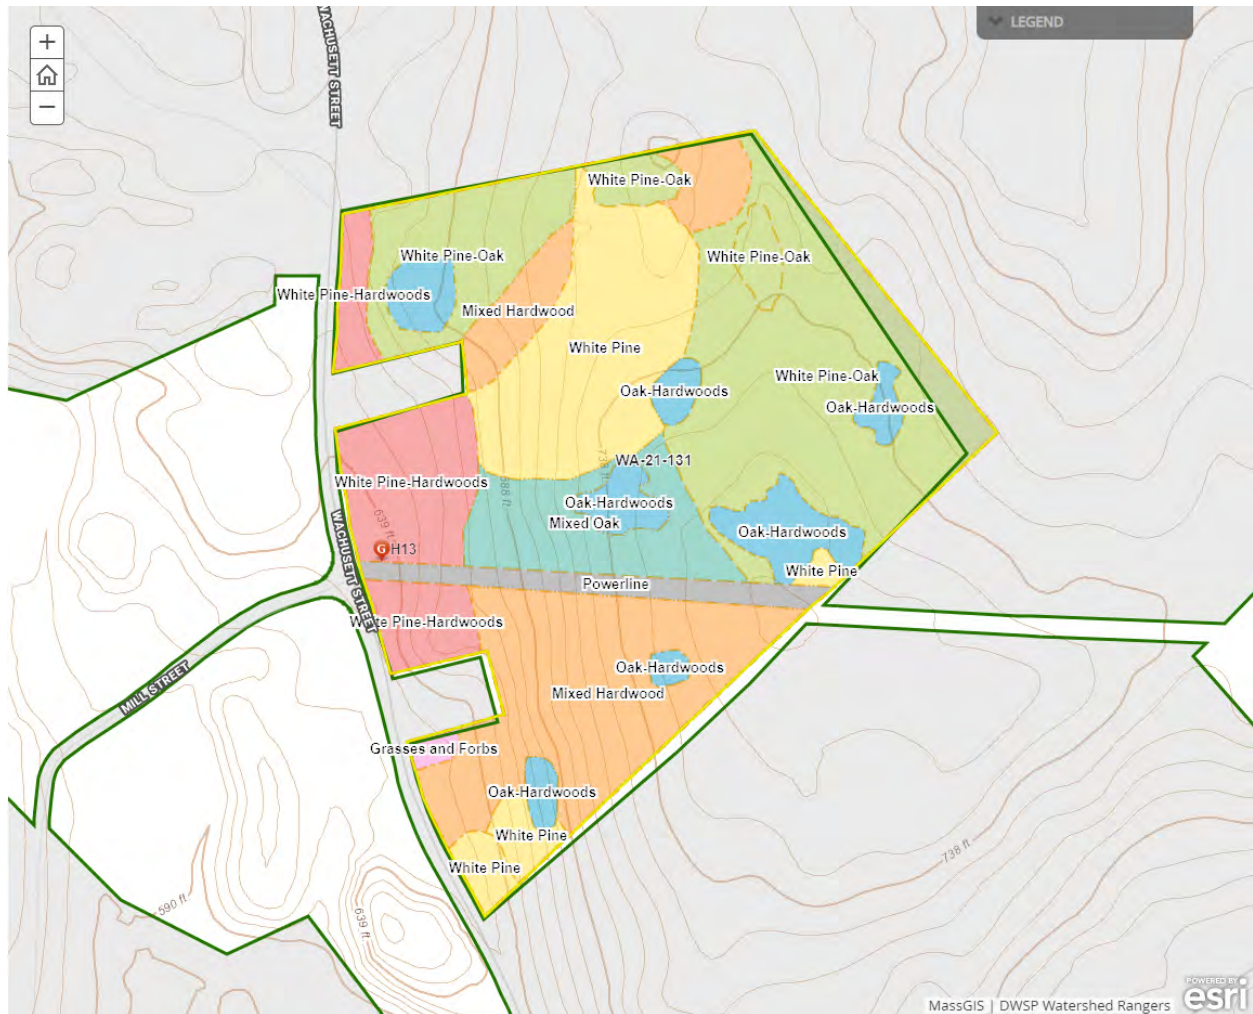 LEGEND
+
−
WACHUSETT STREET
White Pine-Oak
White Pine-Oak
White Pine-Oak
White Pine-Hardwoods
Mixed Hardwood
White Pine
White Pine-Oak
Oak-Hardwoods
Oak-Hardwoods
738 ft
WA-21-131
White Pine-Hardwoods
688 ft
Oak-Hardwoods
Mixed Oak
639 ft
Oak-Hardwoods
G H13
WACHUSETT STREET
White Pine
Powerline
White Pine-Hardwoods
Oak-Hardwoods
MILL STREET
Mixed Hardwood
Grasses and Forbs
Oak-Hardwoods
White Pine
738 ft
White Pine
590 ft
639 ft
MassGIS | DWSP Watershed Rangers
POWERED BY
esri